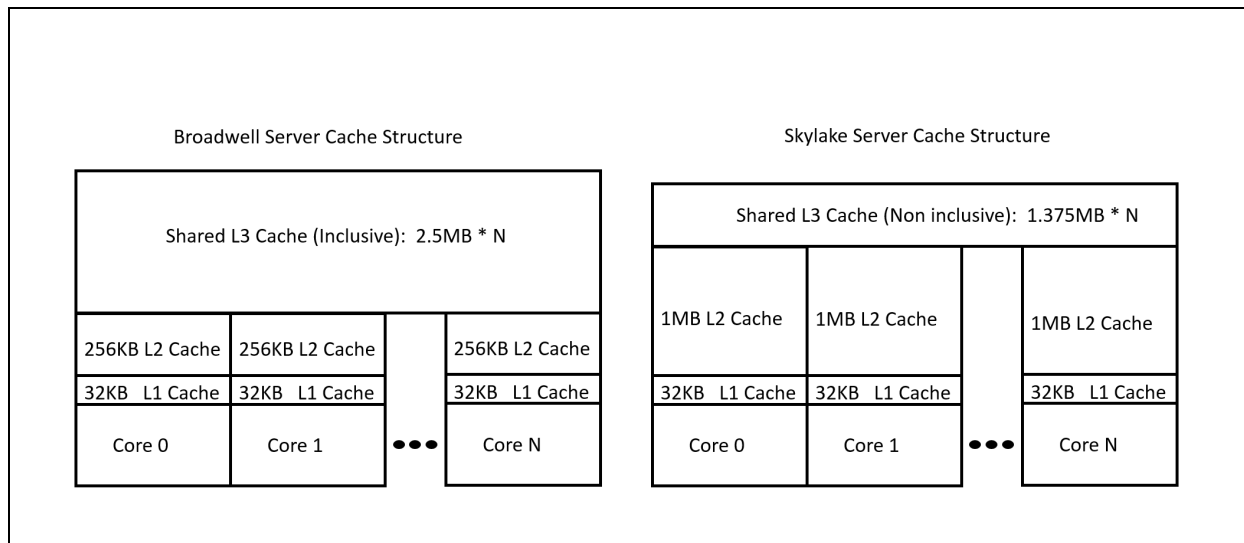 Broadwell Server Cache Structure
Skylake Server Cache Structure
Shared L3 Cache (Inclusive): 2.5MB * N
Shared L3 Cache (Non inclusive): 1.375MB * N
256KB L2 Cache
256KB L2 Cache
256KB L2 Cache
1MB L2 Cache
1MB L2 Cache
1MB L2 Cache
32KB L1 Cache
32KB L1 Cache
32KB L1 Cache
32KB L1 Cache
32KB L1 Cache
32KB L1 Cache
Core 0
Core 1
Core N
Core 0
Core 1
Core N